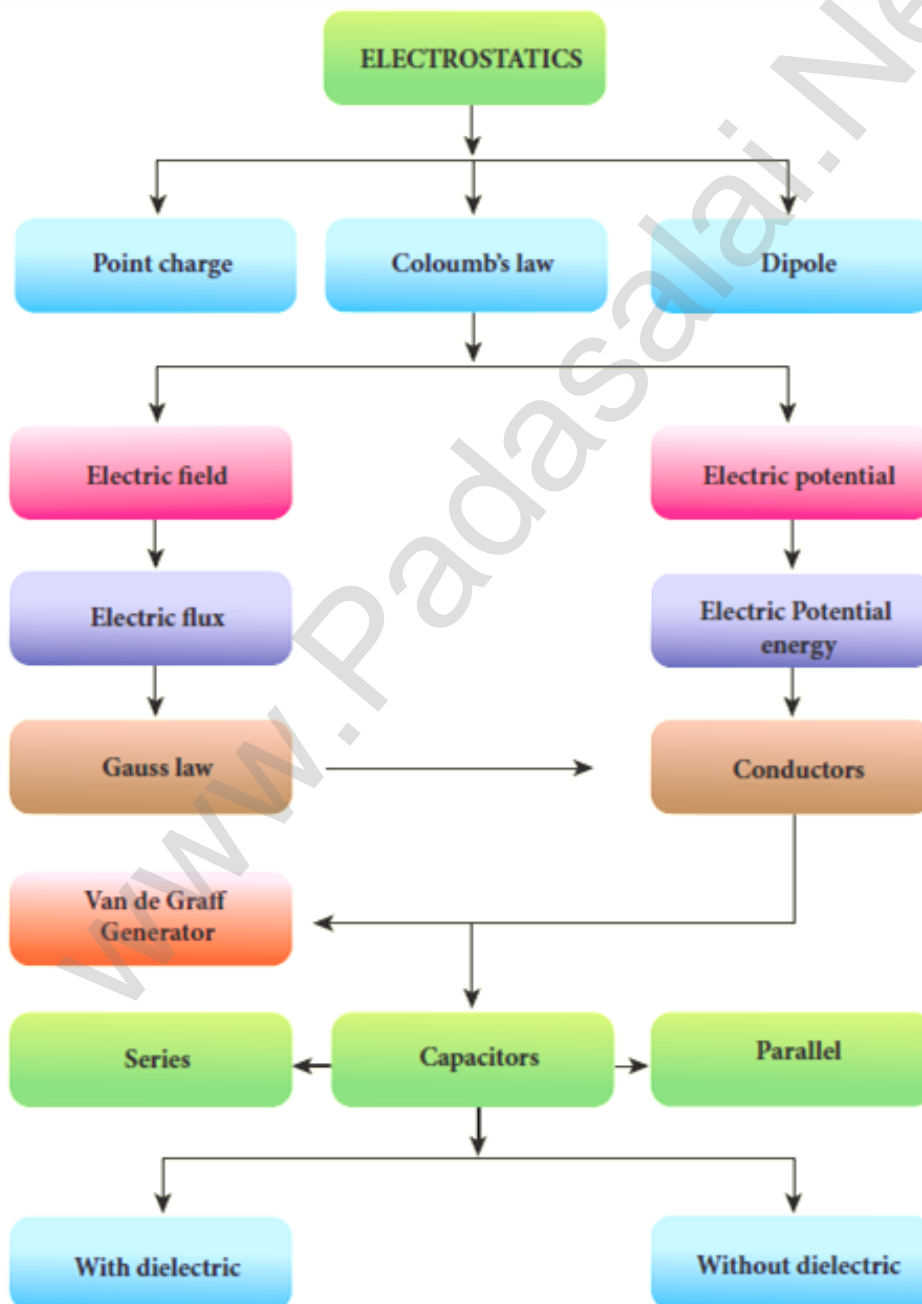 ELECTROSTATICS
Point charge
Coloumb's law
Dipole
Electric field
Electric potential
Electric flux
Electric Potential
energy
Gauss law
Conductors
Van de Graff
Generator
Series
Capacitors
Parallel
With dielectric
Without dielectric
www.Padasalai.Ne